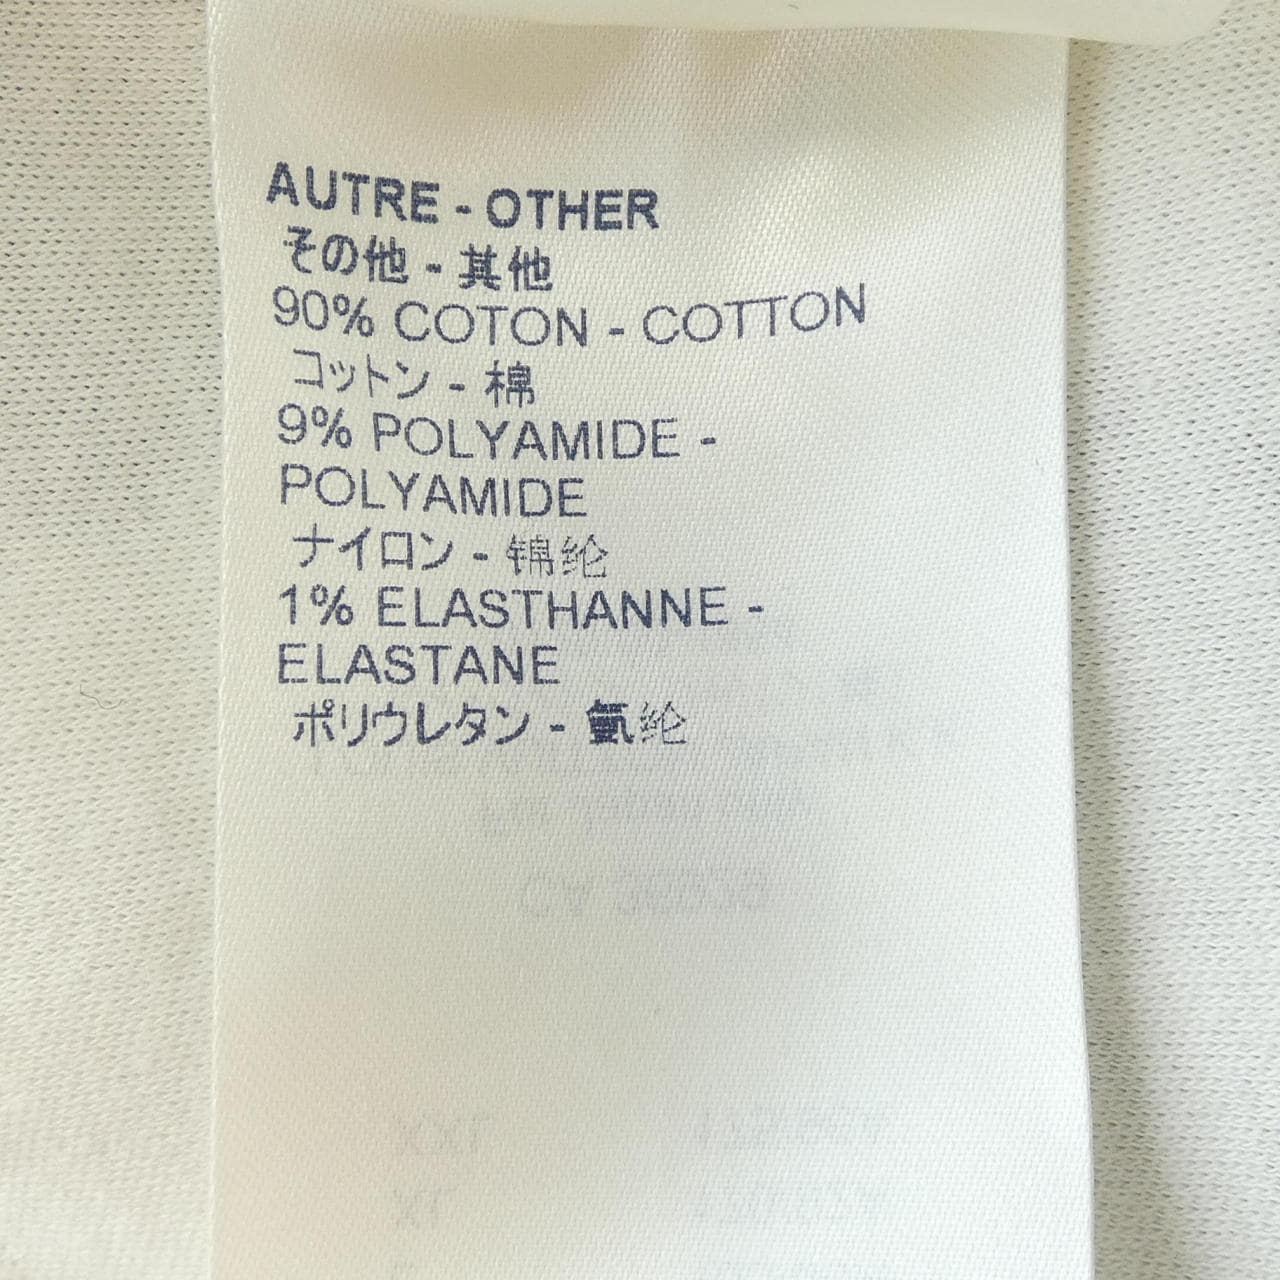 AUTRE - OTHER
その他 - 其他
90% COTON - COTTON
コットン - 棉
9% POLYAMIDE -
POLYAMIDE
ナイロン - 锦纶
1% ELASTHANNE -
ELASTANE
ポリウレタン - 氨纶